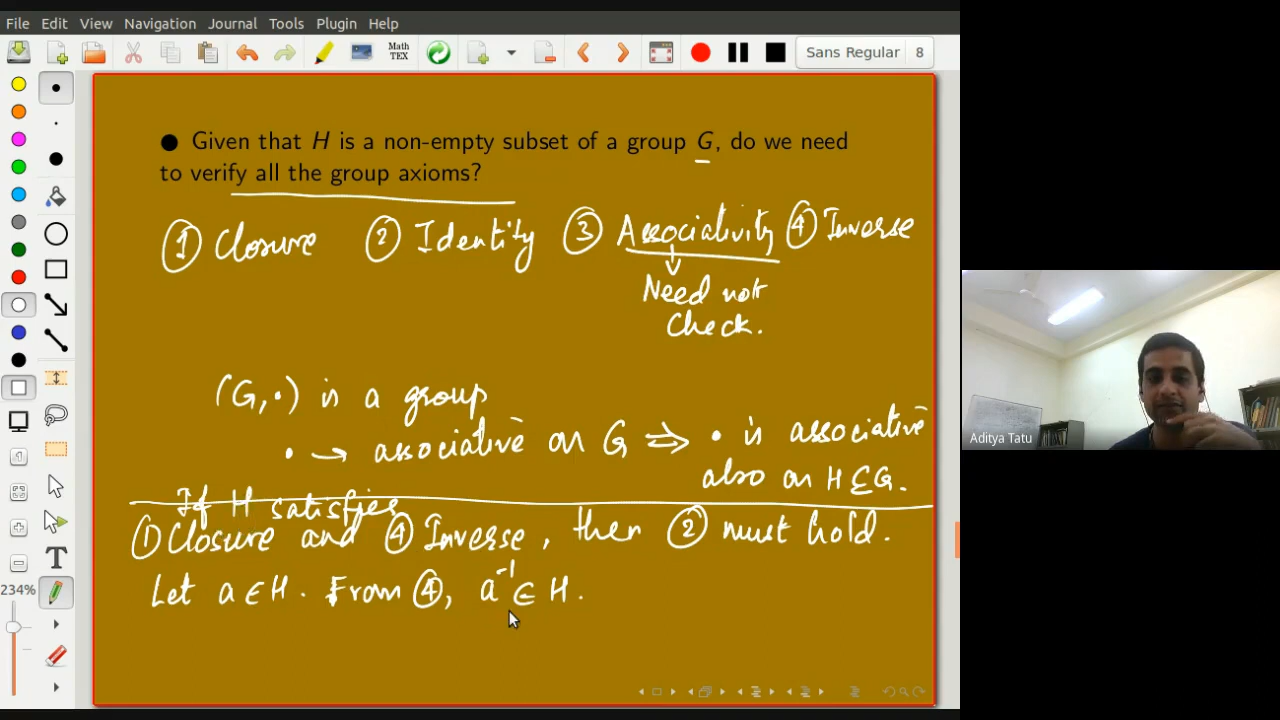 File Edit View Navigation Journal Tools Plugin Help
Math TEX Sans Regular 8
● Given that H is a non-empty subset of a group G, do we need
to verify all the group axioms?
① Closure ② Identity ③ Associativity ④ Inverse
Need not
Check.
(G, •) is a group
• → associative on G ⇒ • is associative
also on H ⊆ G.
If H satisfies
① Closure and ④ Inverse, then ② must hold.
Let a ∈ H. From ④, a⁻¹ ∈ H.
234%
Aditya Tatu